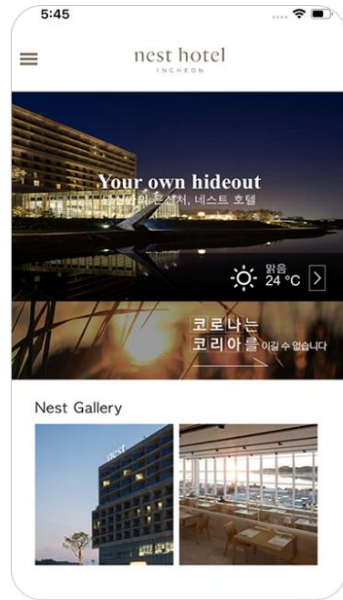 5:45
nest hotel
INCHEON
Your own hideout
은신처, 네스트 호텔
맑음
24 °C
코로나는
코리아를 이길 수 없습니다
Nest Gallery
nest